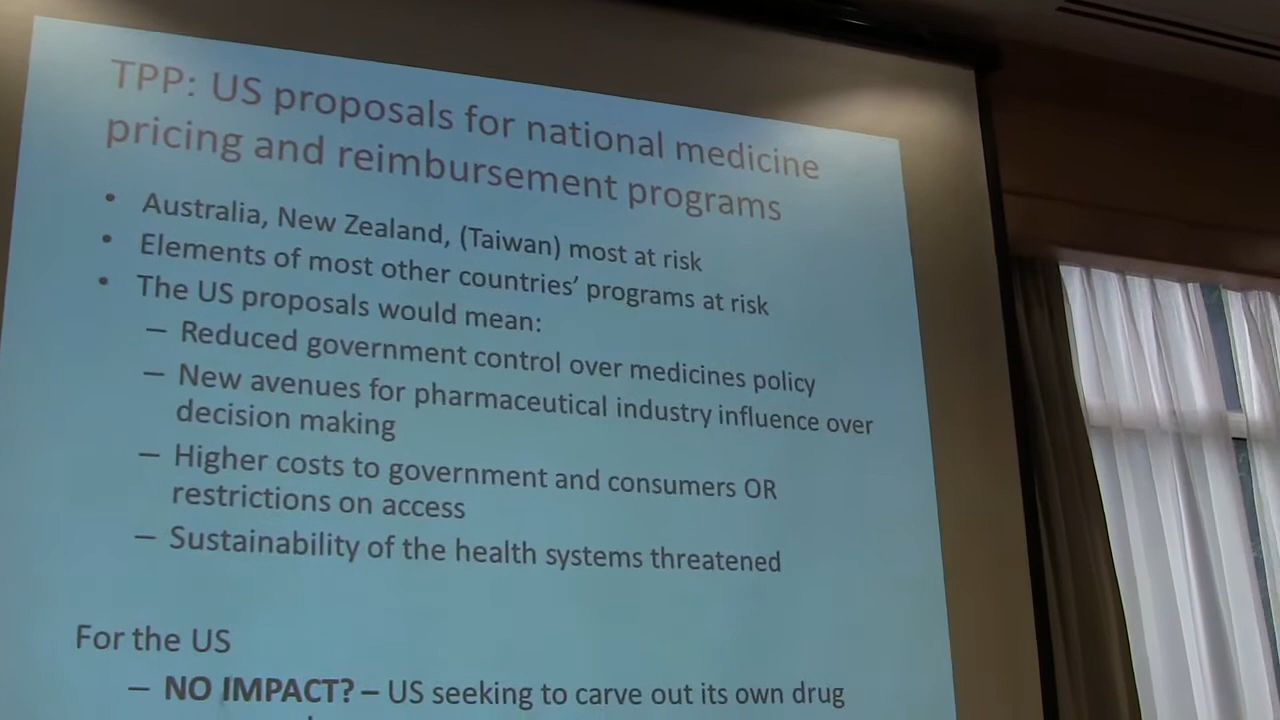 TPP: US proposals for national medicine
pricing and reimbursement programs
• Australia, New Zealand, (Taiwan) most at risk
• Elements of most other countries’ programs at risk
• The US proposals would mean:
– Reduced government control over medicines policy
– New avenues for pharmaceutical industry influence over
decision making
– Higher costs to government and consumers OR
restrictions on access
– Sustainability of the health systems threatened
For the US
– NO IMPACT? – US seeking to carve out its own drug